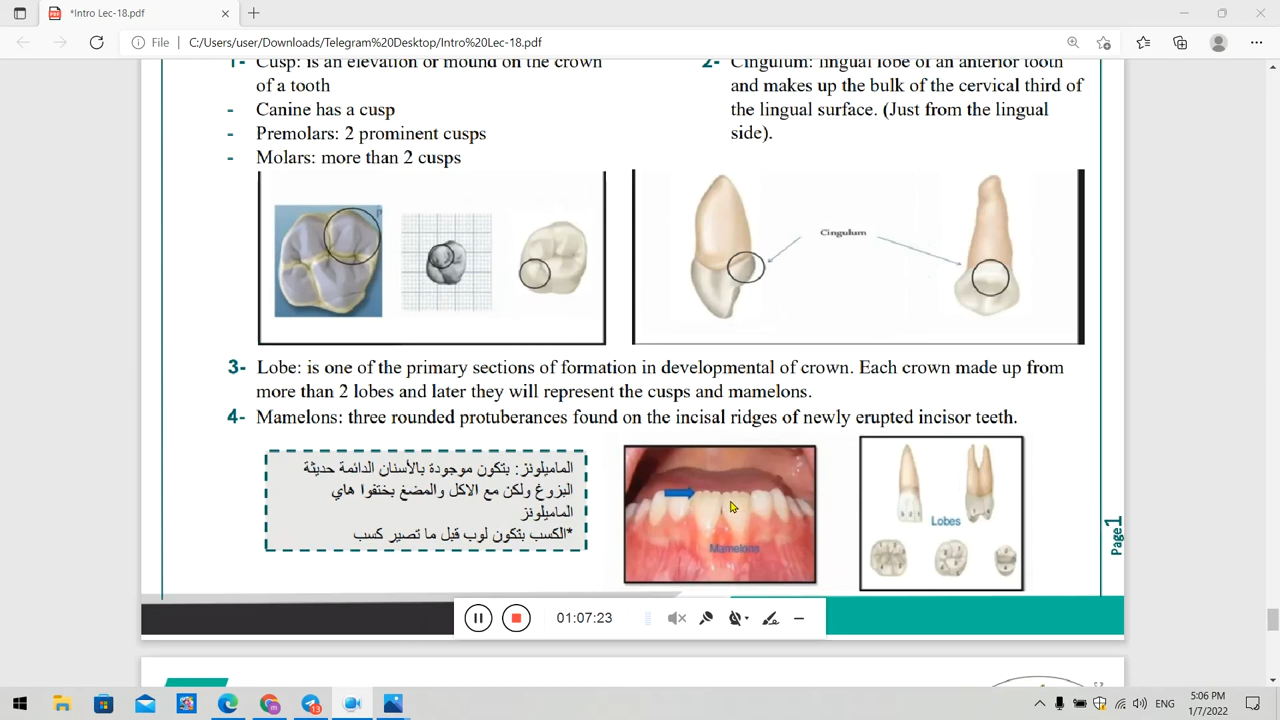 *Intro Lec-18.pdf
File
C:/Users/user/Downloads/Telegram%20Desktop/Intro%20Lec-18.pdf
1- Cusp: is an elevation or mound on the crown
of a tooth
- Canine has a cusp
- Premolars: 2 prominent cusps
- Molars: more than 2 cusps
2- Cingulum: lingual lobe of an anterior tooth
and makes up the bulk of the cervical third of
the lingual surface. (Just from the lingual
side).
Cingulum
3- Lobe: is one of the primary sections of formation in developmental of crown. Each crown made up from
more than 2 lobes and later they will represent the cusps and mamelons.
4- Mamelons: three rounded protuberances found on the incisal ridges of newly erupted incisor teeth.
الماميلونز: بتكون موجودة بالأسنان الدائمة حديثة
البزوغ ولكن مع الاكل والمضغ بختفوا هاي
الماميلونز
*الكسب بتكون لوب قبل ما تصير كسب
Mamelons
Lobes
Page1
01:07:23
13
ENG
5:06 PM
1/7/2022